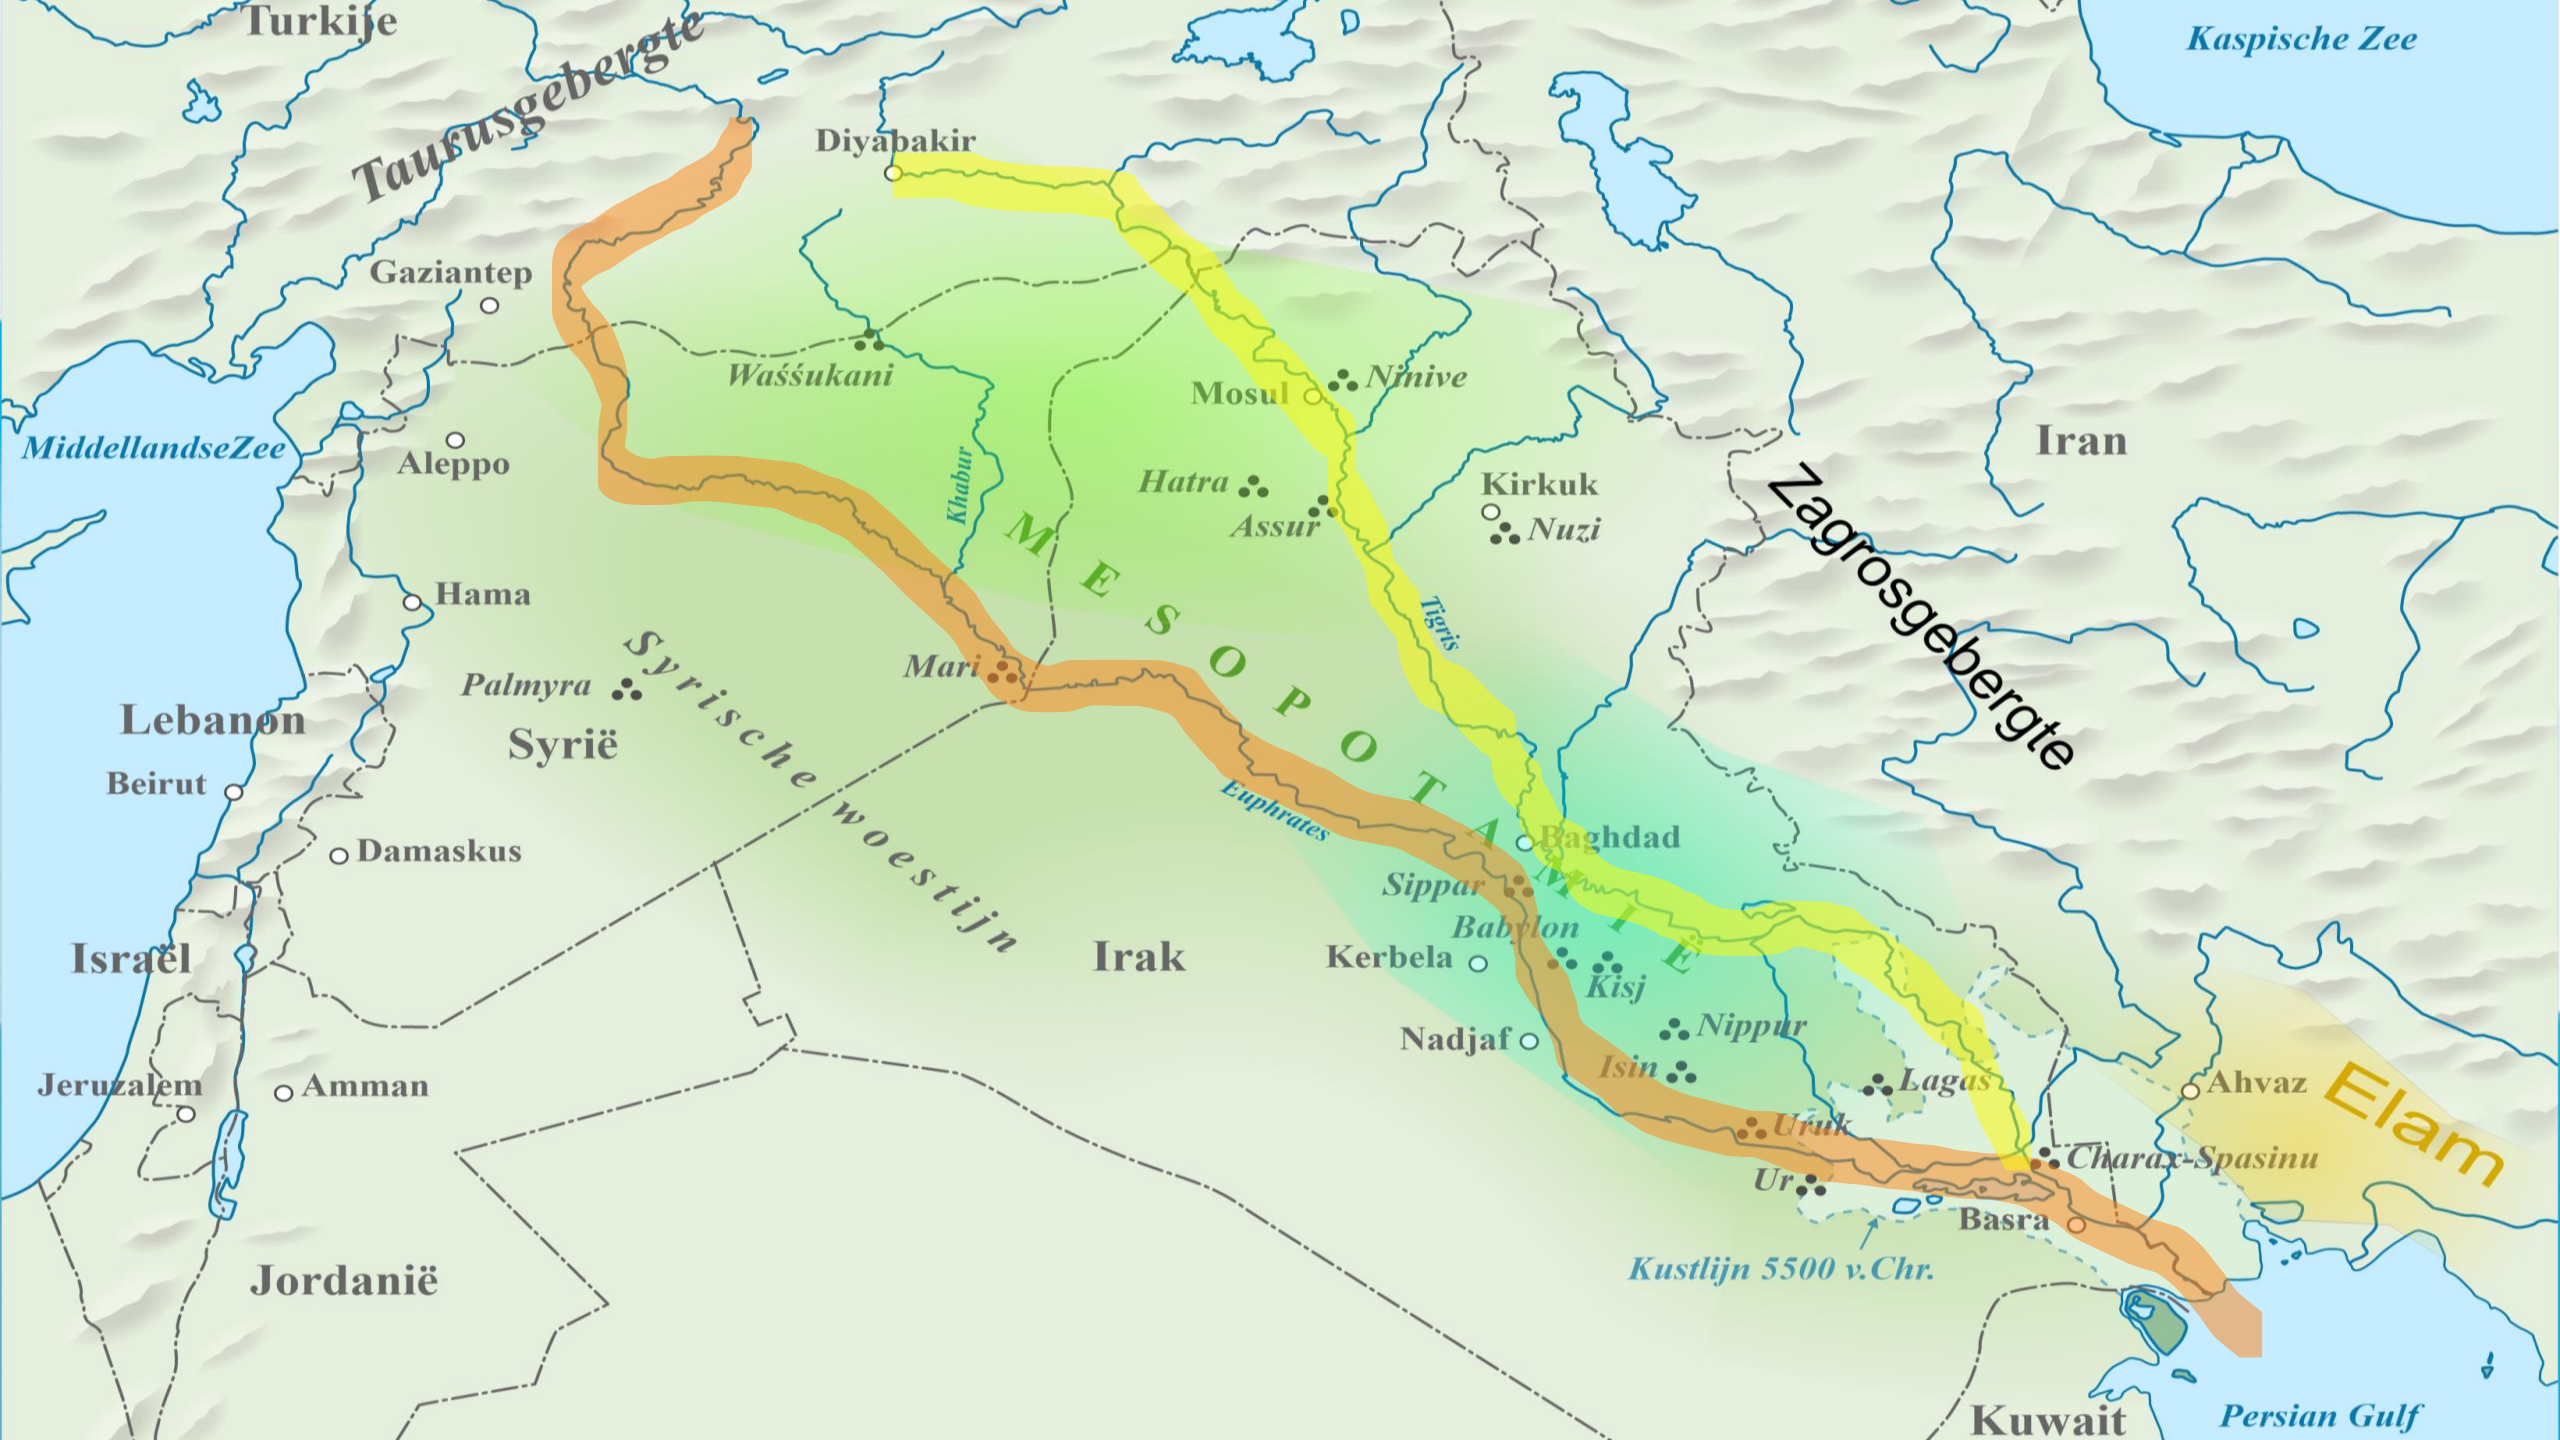 Turkije
Kaspische Zee
Taurusgebergte
Diyabakir
Gaziantep
Waśśukani
Mosul
Ninive
MiddellandseZee
Aleppo
Iran
Khabur
Hatra
Assur
Kirkuk
Nuzi
Zagrosgebergte
Hama
MESOPOTAMIË
Tigris
Mari
Palmyra
Syrische woestijn
Lebanon
Syrië
Beirut
Euphrates
Damaskus
Baghdad
Sippar
Babylon
Israël
Irak
Kerbela
Kisj
Nippur
Nadjaf
Isin
Lagaš
Jeruzalem
Amman
Ahvaz
Elam
Uruk
Charax-Spasinu
Ur
Basra
Kustlijn 5500 v.Chr.
Jordanië
Kuwait
Persian Gulf